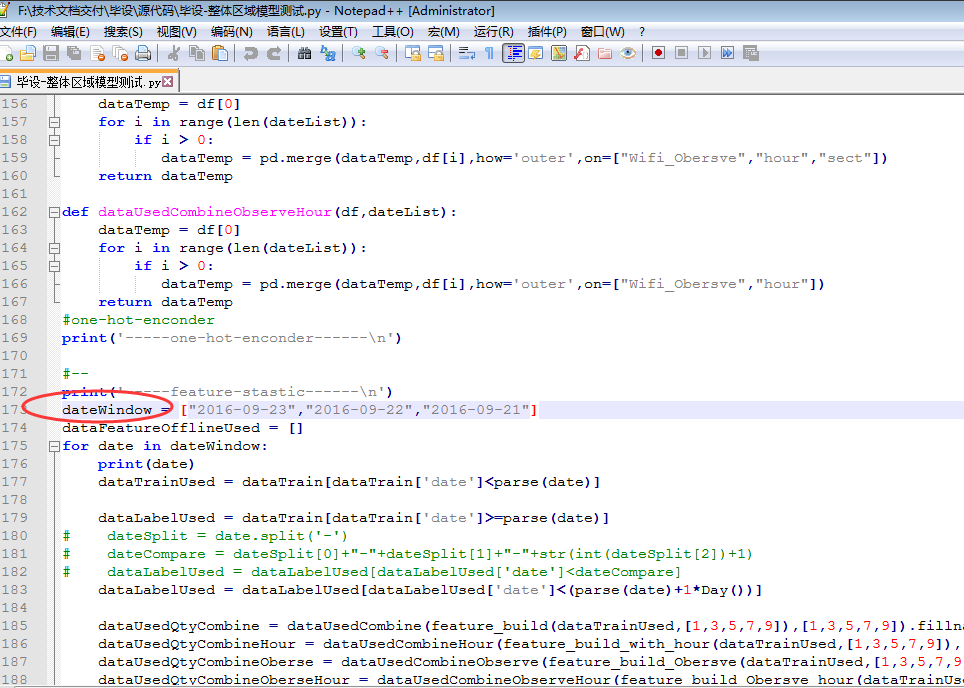 F:\技术文档交付\毕设\源代码\毕设-整体区域模型测试.py - Notepad++ [Administrator]
文件(F) 编辑(E) 搜索(S) 视图(V) 编码(N) 语言(L) 设置(T) 工具(O) 宏(M) 运行(R) 插件(P) 窗口(W) ?
毕设-整体区域模型测试.py
156 dataTemp = df[0]
157 for i in range(len(dateList)):
158 if i > 0:
159 dataTemp = pd.merge(dataTemp,df[i],how='outer',on=["Wifi_Obersve","hour","sect"])
160 return dataTemp
161
162 def dataUsedCombineObserveHour(df,dateList):
163 dataTemp = df[0]
164 for i in range(len(dateList)):
165 if i > 0:
166 dataTemp = pd.merge(dataTemp,df[i],how='outer',on=["Wifi_Obersve","hour"])
167 return dataTemp
168 #one-hot-enconder
169 print('-----one-hot-enconder------\n')
170
171 #--
172 print('-----feature-stastic------\n')
173 dateWindow = ["2016-09-23","2016-09-22","2016-09-21"]
174 dataFeatureOfflineUsed = []
175 for date in dateWindow:
176 print(date)
177 dataTrainUsed = dataTrain[dataTrain['date']<parse(date)]
178
179 dataLabelUsed = dataTrain[dataTrain['date']>=parse(date)]
180 # dateSplit = date.split('-')
181 # dateCompare = dateSplit[0]+"-"+dateSplit[1]+"-"+str(int(dateSplit[2])+1)
182 # dataLabelUsed = dataLabelUsed[dataLabelUsed['date']<dateCompare]
183 dataLabelUsed = dataLabelUsed[dataLabelUsed['date']<(parse(date)+1*Day())]
184
185 dataUsedQtyCombine = dataUsedCombine(feature_build(dataTrainUsed,[1,3,5,7,9]),[1,3,5,7,9]).fillna
186 dataUsedQtyCombineHour = dataUsedCombineHour(feature_build_with_hour(dataTrainUsed,[1,3,5,7,9]),
187 dataUsedQtyCombineOberse = dataUsedCombineObserve(feature_build_Obersve(dataTrainUsed,[1,3,5,7,9
188 dataUsedQtyCombineOberseHour = dataUsedCombineObserveHour(feature_build_Obersve_hour(dataTrainUs